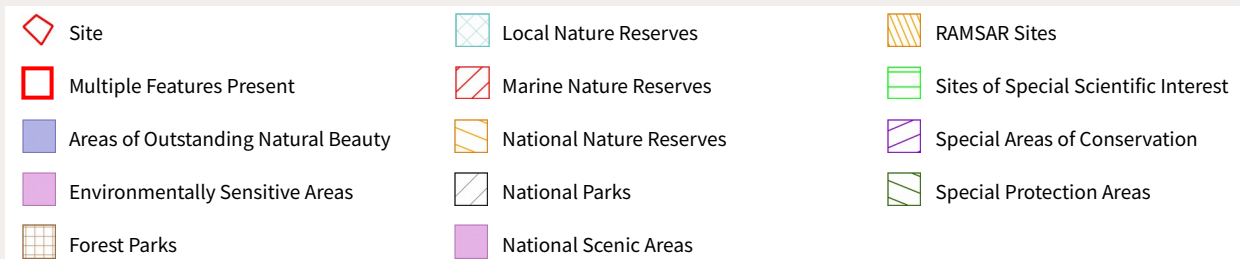 Site
Multiple Features Present
Areas of Outstanding Natural Beauty
Environmentally Sensitive Areas
Forest Parks
Local Nature Reserves
Marine Nature Reserves
National Nature Reserves
National Parks
National Scenic Areas
RAMSAR Sites
Sites of Special Scientific Interest
Special Areas of Conservation
Special Protection Areas